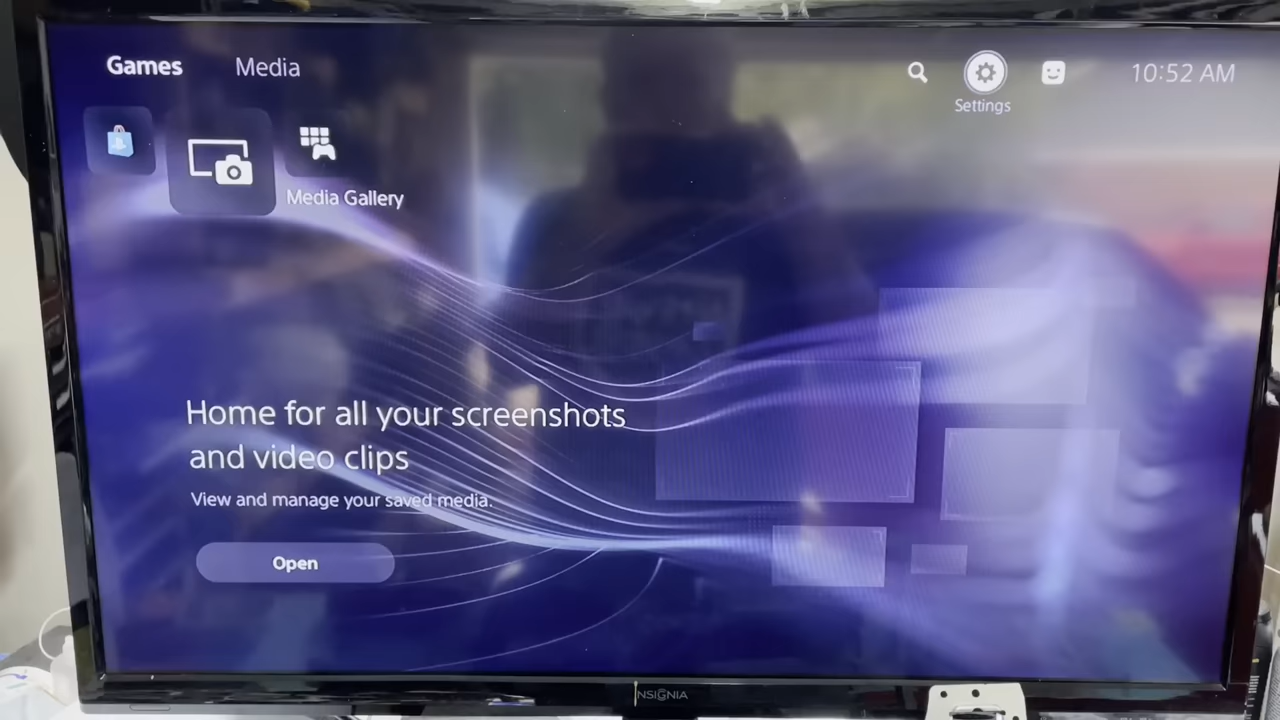 Games
Media
10:52 AM
Settings
Media Gallery
Home for all your screenshots
and video clips
View and manage your saved media.
Open
INSIGNIA